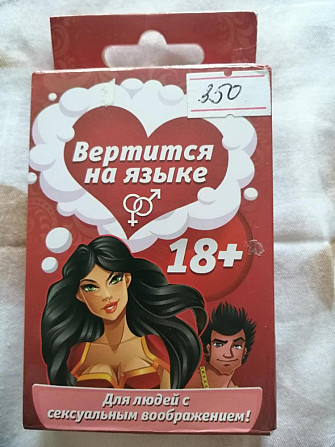 350
Вертится
на языке
18+
Для людей с
сексуальным воображением!